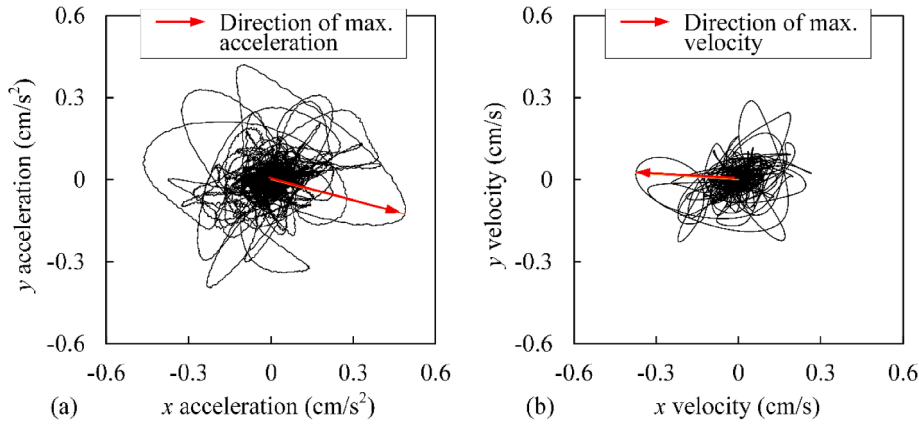 Direction of max.
acceleration
0.6
0.3
0
-0.3
-0.6
y acceleration (cm/s²)
-0.6 -0.3 0 0.3 0.6
(a) x acceleration (cm/s²)
Direction of max.
velocity
0.6
0.3
0
-0.3
-0.6
y velocity (cm/s)
-0.6 -0.3 0 0.3 0.6
(b) x velocity (cm/s)